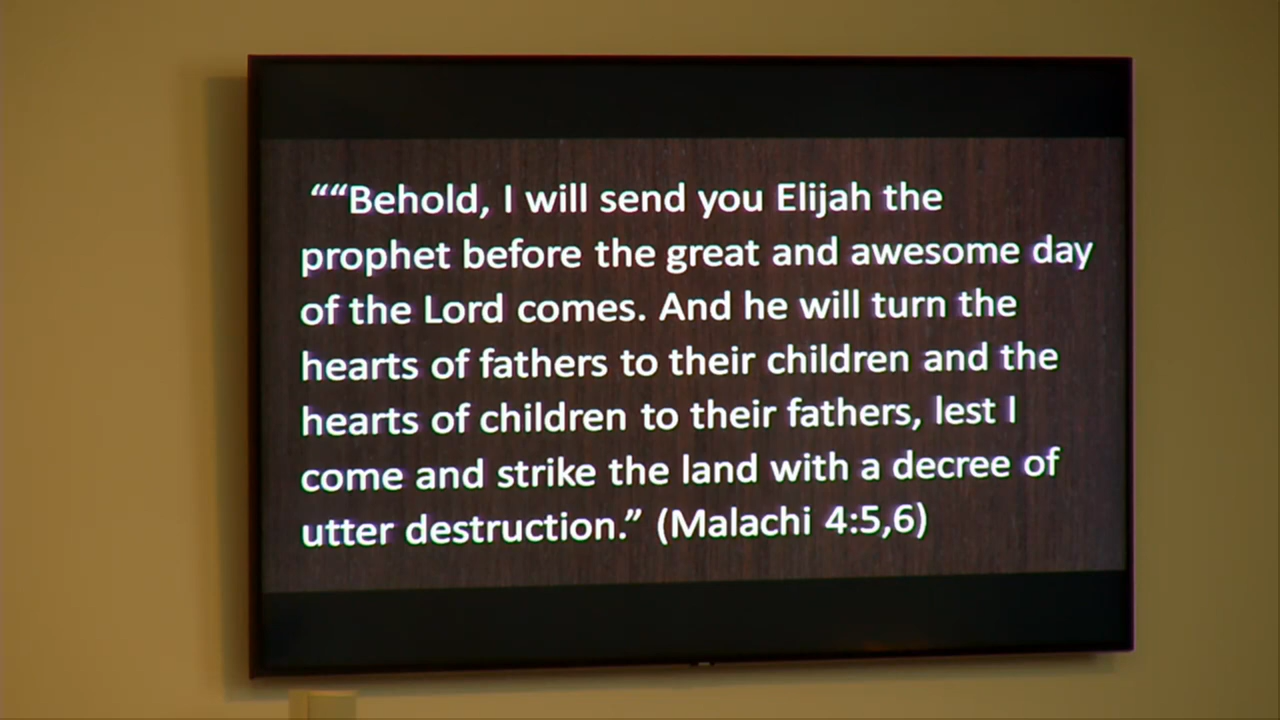 ““Behold, I will send you Elijah the
prophet before the great and awesome day
of the Lord comes. And he will turn the
hearts of fathers to their children and the
hearts of children to their fathers, lest I
come and strike the land with a decree of
utter destruction.” (Malachi 4:5,6)